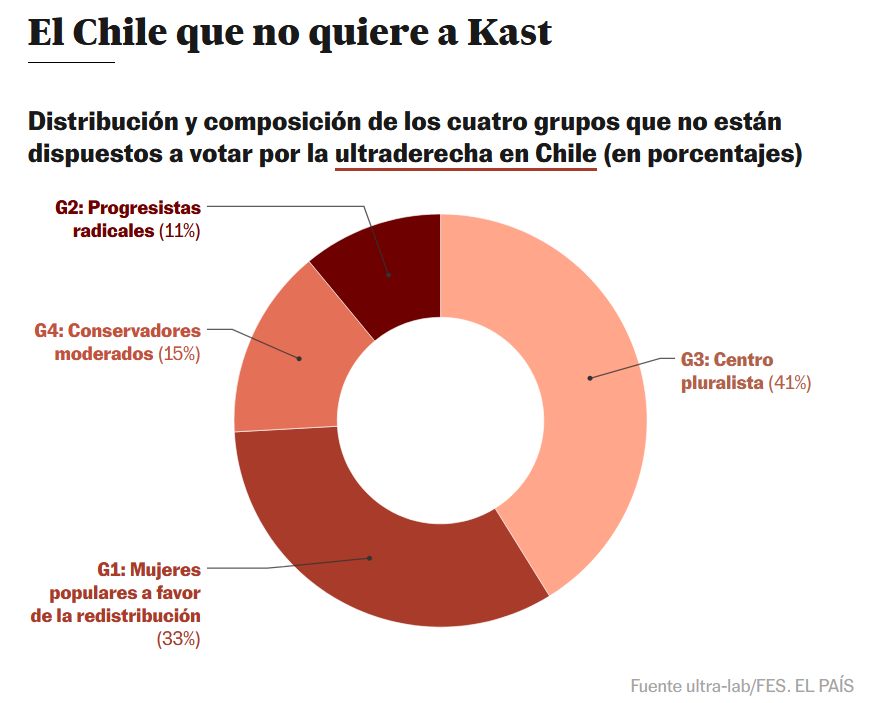 El Chile que no quiere a Kast
Distribución y composición de los cuatro grupos que no están
dispuestos a votar por la ultraderecha en Chile (en porcentajes)
G2: Progresistas
radicales (11%)
G4: Conservadores
moderados (15%)
G3: Centro
pluralista (41%)
G1: Mujeres
populares a favor
de la redistribución
(33%)
Fuente ultra-lab/FES. EL PAÍS